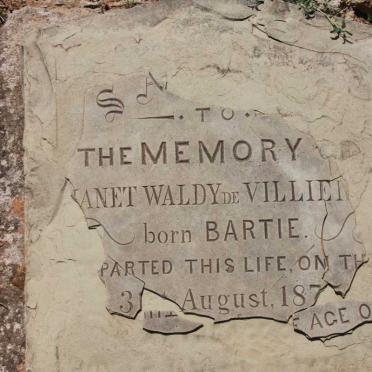 TO
THE MEMORY
ANET WALDY DE VILLIE
born BARTIE.
PARTED THIS LIFE, ON TH
August, 187
AGE O